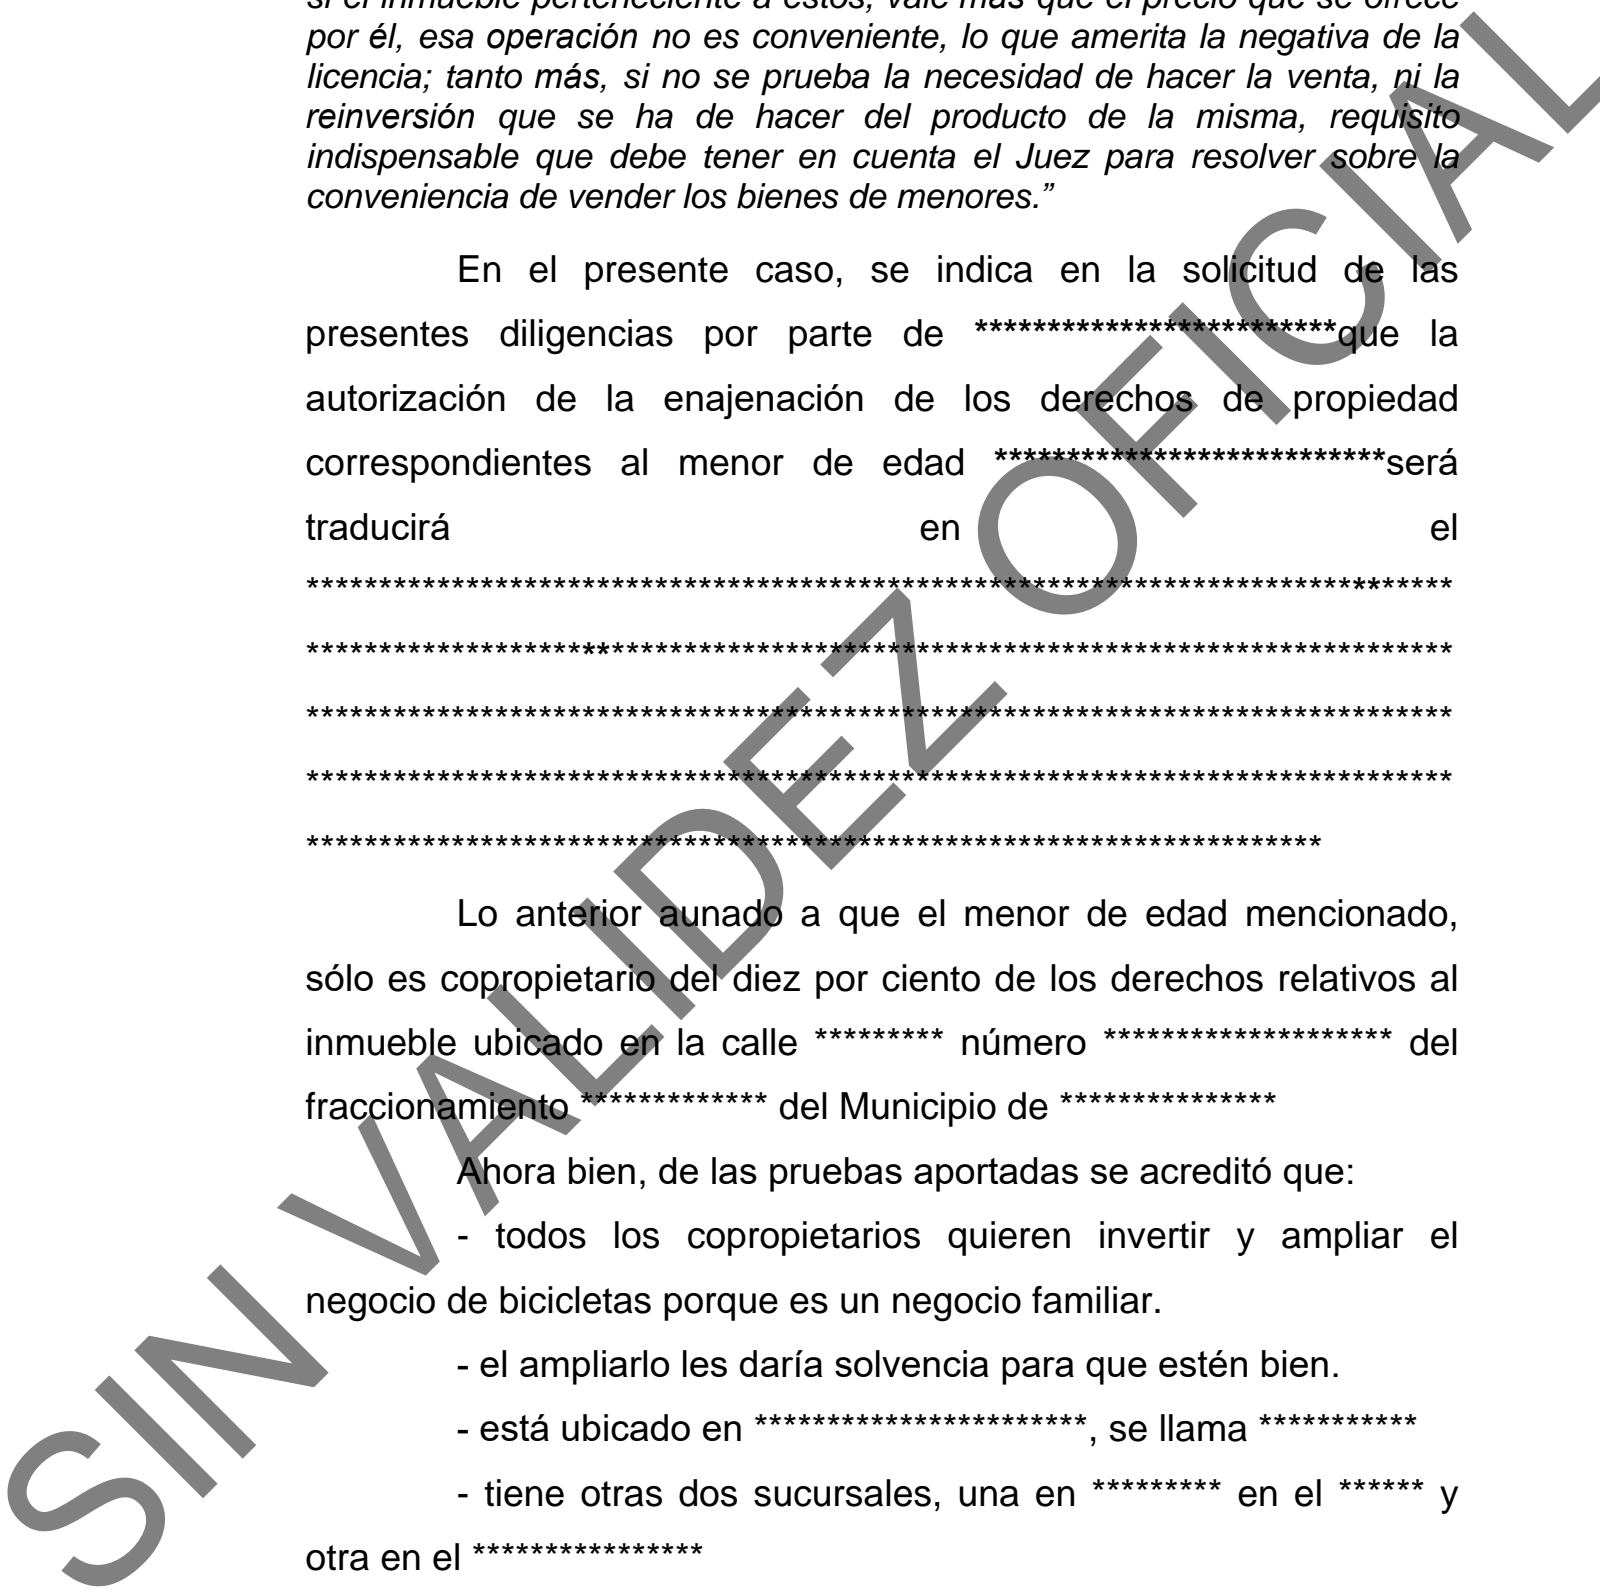 si el inmueble perteneciente a éstos, vale más que el precio que se ofrece
por él, esa operación no es conveniente, lo que amerita la negativa de la
licencia; tanto más, si no se prueba la necesidad de hacer la venta, ni la
reinversión que se ha de hacer del producto de la misma, requisito
indispensable que debe tener en cuenta el Juez para resolver sobre la
conveniencia de vender los bienes de menores.”
En el presente caso, se indica en la solicitud de las
presentes diligencias por parte de *************************que la
autorización de la enajenación de los derechos de propiedad
correspondientes al menor de edad ***************************será
traducirá en el
*******************************************************************************
*******************************************************************************
*******************************************************************************
*******************************************************************************
**********************************************************************
Lo anterior aunado a que el menor de edad mencionado,
sólo es copropietario del diez por ciento de los derechos relativos al
inmueble ubicado en la calle ********* número ******************** del
fraccionamiento ************* del Municipio de ***************
Ahora bien, de las pruebas aportadas se acreditó que:
- todos los copropietarios quieren invertir y ampliar el
negocio de bicicletas porque es un negocio familiar.
- el ampliarlo les daría solvencia para que estén bien.
- está ubicado en ***********************, se llama ***********
- tiene otras dos sucursales, una en ********* en el ****** y
otra en el ****************
SIN VALIDEZ OFICIAL